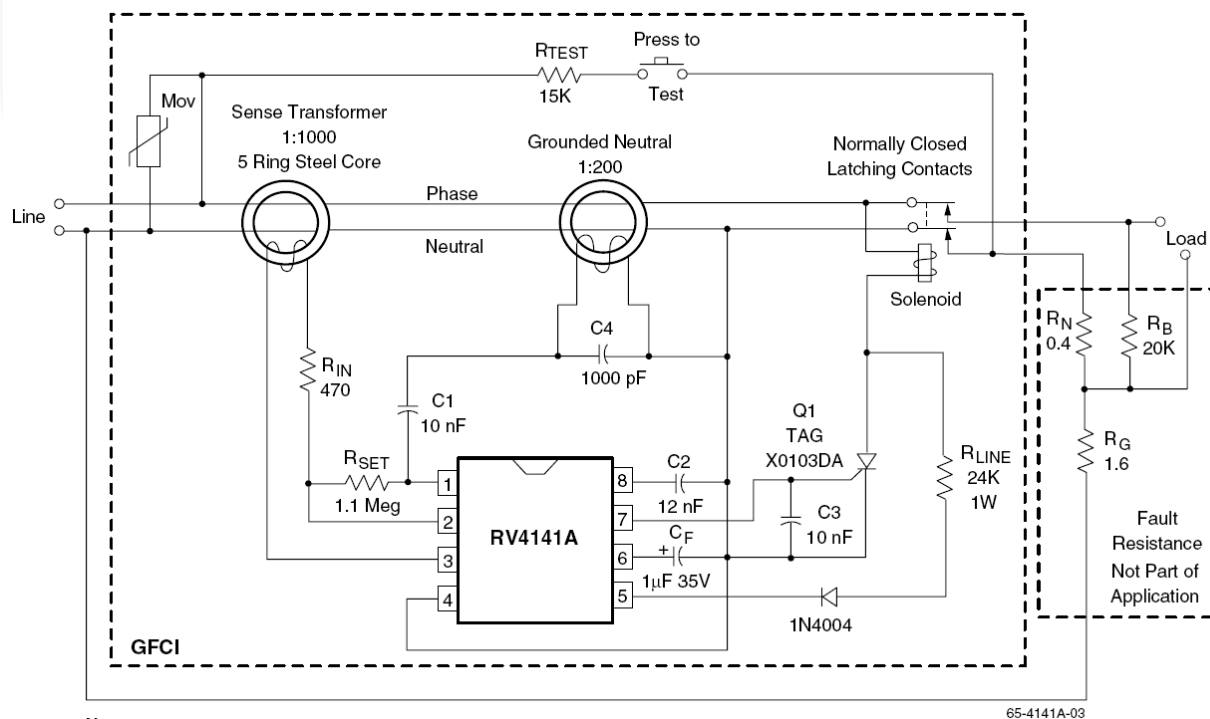 RTEST
15K
Press to
Test
Mov
Sense Transformer
1:1000
5 Ring Steel Core
Grounded Neutral
1:200
Normally Closed
Latching Contacts
Line
Phase
Neutral
Load
Solenoid
RIN
470
C4
1000 pF
C1
10 nF
RSET
1.1 Meg
Q1
TAG
X0103DA
RLINE
24K
1W
RN
0.4
RB
20K
RG
1.6
1
2
3
4
RV4141A
8
7
6
5
C2
12 nF
C3
10 nF
+
CF
1µF 35V
1N4004
Fault
Resistance
Not Part of
Application
GFCI
65-4141A-03